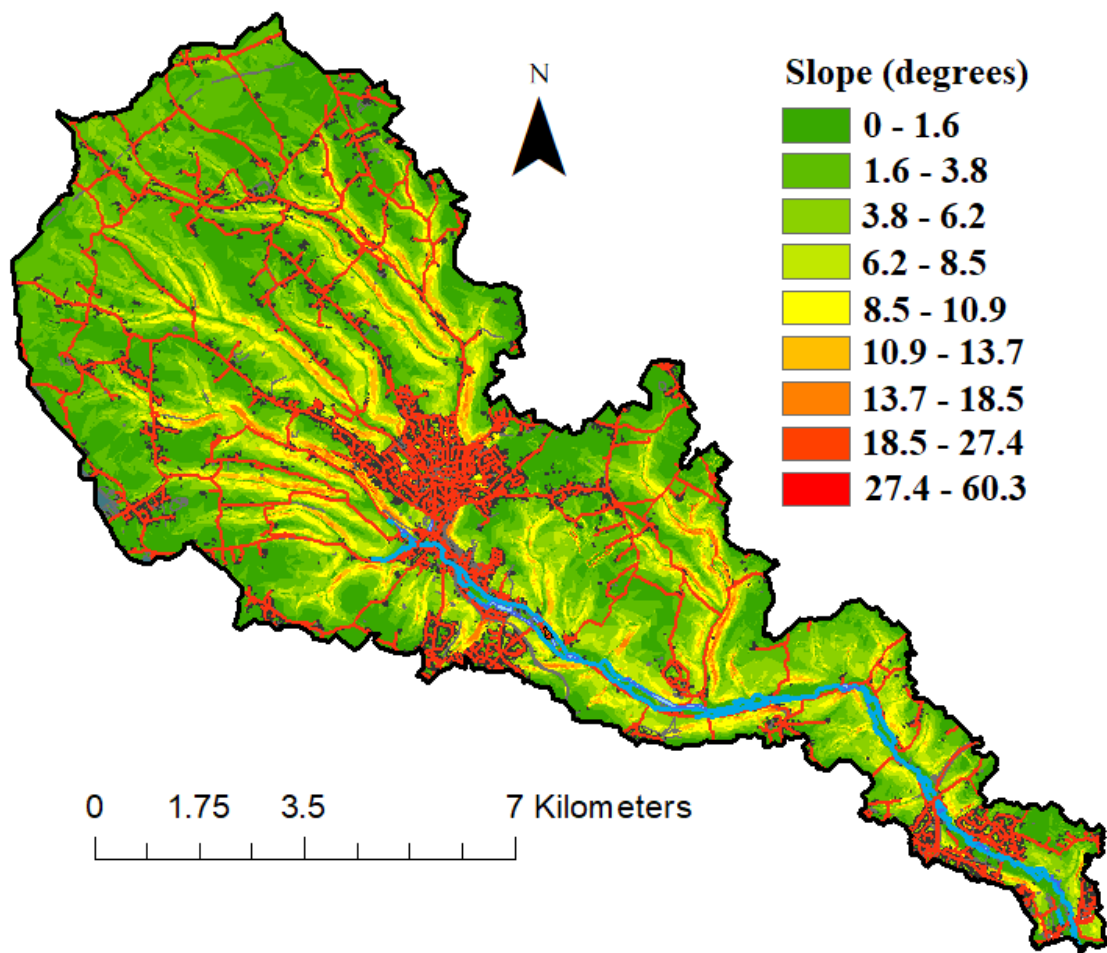 N
Slope (degrees)
0 - 1.6
1.6 - 3.8
3.8 - 6.2
6.2 - 8.5
8.5 - 10.9
10.9 - 13.7
13.7 - 18.5
18.5 - 27.4
27.4 - 60.3
0 1.75 3.5 7 Kilometers